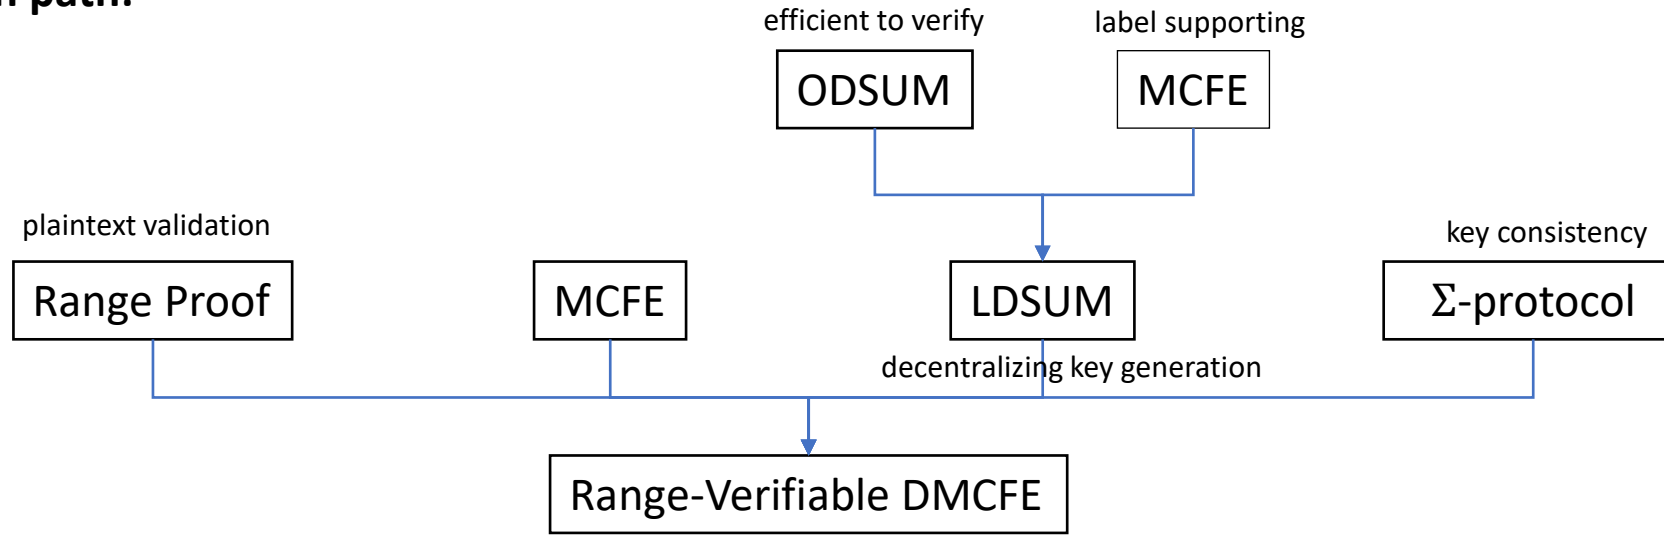 path:
efficient to verify
label supporting
ODSUM
MCFE
plaintext validation
key consistency
Range Proof
MCFE
LDSUM
Σ-protocol
decentralizing key generation
Range-Verifiable DMCFE